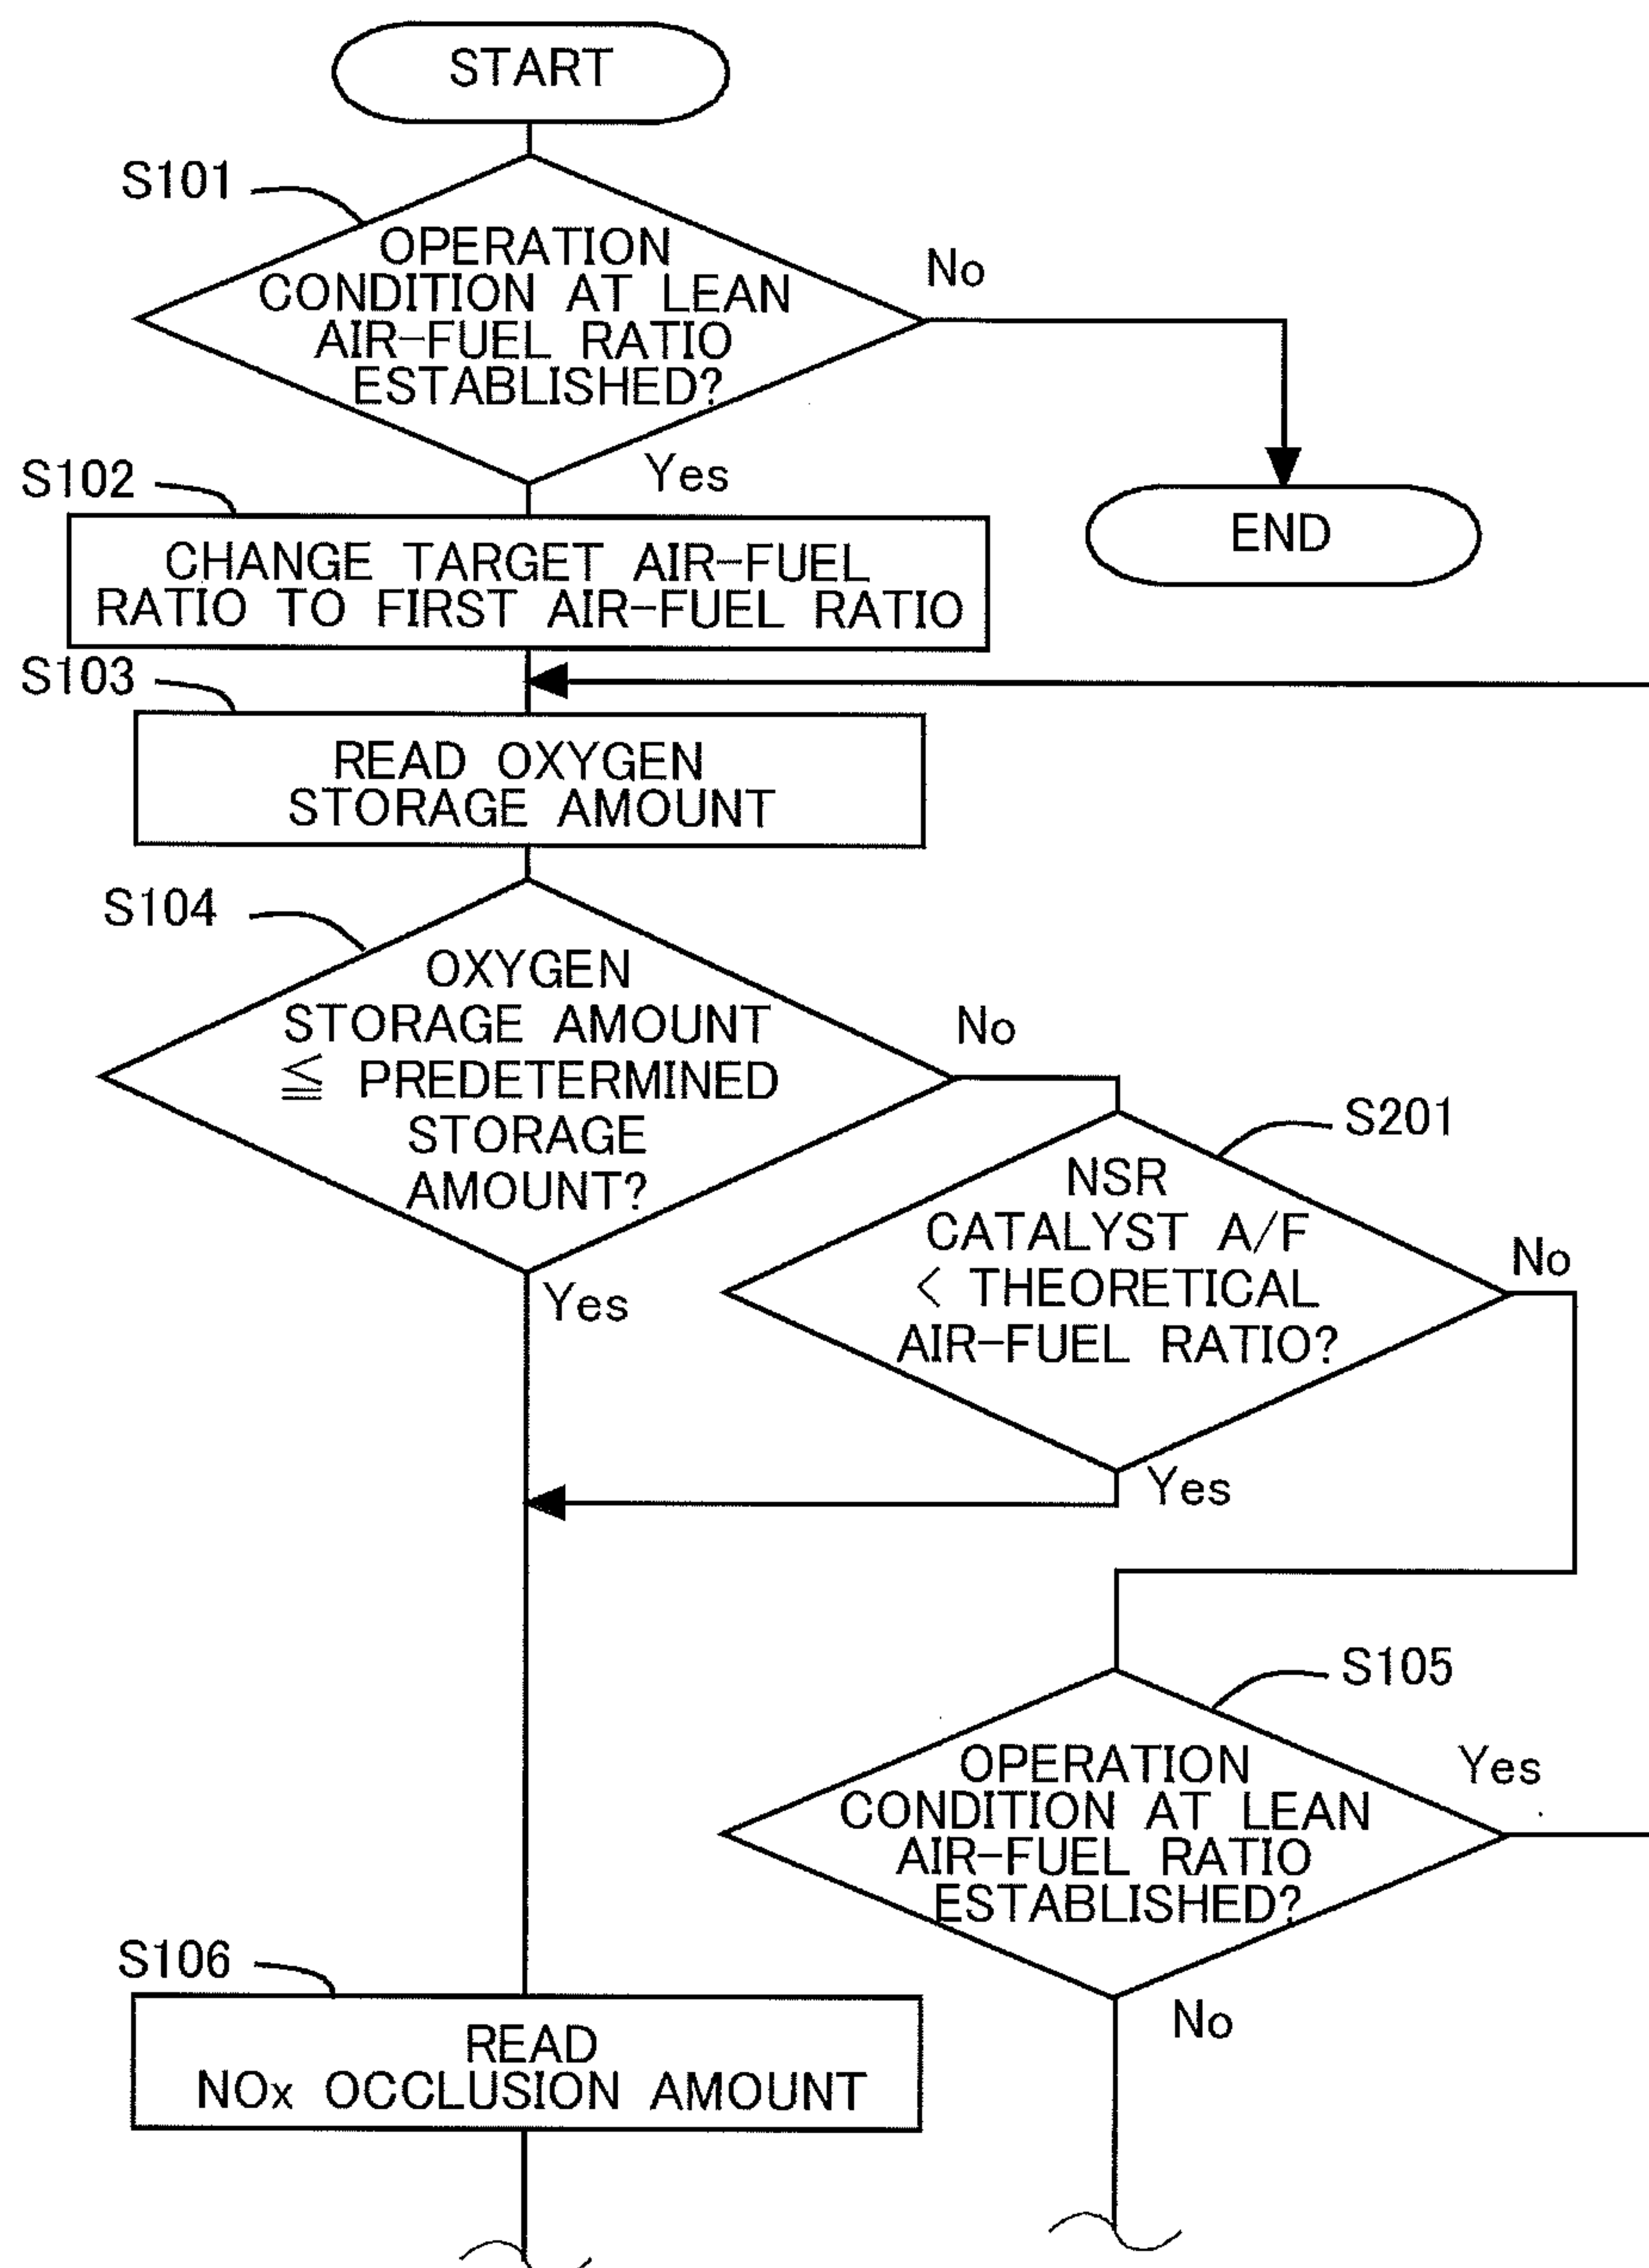 START
S101
OPERATION
CONDITION AT LEAN
AIR-FUEL RATIO
ESTABLISHED?
No
Yes
END
S102
CHANGE TARGET AIR-FUEL
RATIO TO FIRST AIR-FUEL RATIO
S103
READ OXYGEN
STORAGE AMOUNT
S104
OXYGEN
STORAGE AMOUNT
≦ PREDETERMINED
STORAGE
AMOUNT?
No
Yes
S201
NSR
CATALYST A/F
< THEORETICAL
AIR-FUEL RATIO?
No
Yes
S105
OPERATION
CONDITION AT LEAN
AIR-FUEL RATIO
ESTABLISHED?
Yes
No
S106
READ
NOx OCCLUSION AMOUNT